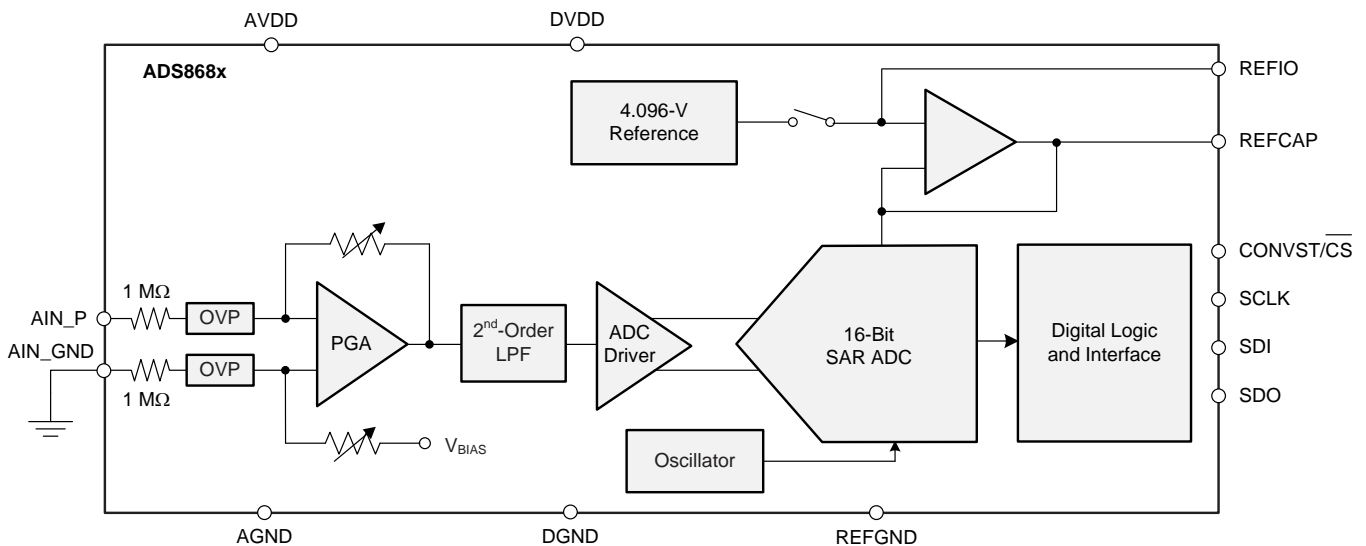 AVDD
DVDD
ADS868x
REFIO
4.096-V
Reference
REFCAP
CONVST/C̅S̅
1 MΩ
OVP
AIN_P
SCLK
2nd-Order
LPF
ADC
Driver
16-Bit
SAR ADC
Digital Logic
and Interface
PGA
AIN_GND
OVP
SDI
1 MΩ
SDO
VBIAS
Oscillator
AGND
DGND
REFGND